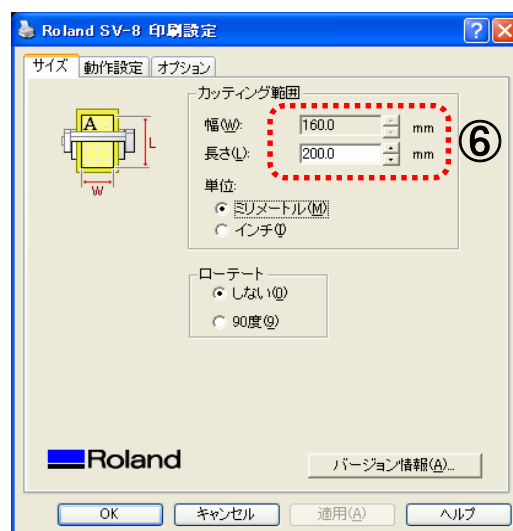 Roland SV-8 印刷設定
サイズ 動作設定 オプション
カッティング範囲
幅(W): 160.0 mm
長さ(L): 200.0 mm
⑥
単位:
ミリメートル(M)
インチ(I)
A
L
W
ローテート
しない(0)
90度(9)
Roland
バージョン情報(A)...
OK キャンセル 適用(A) ヘルプ